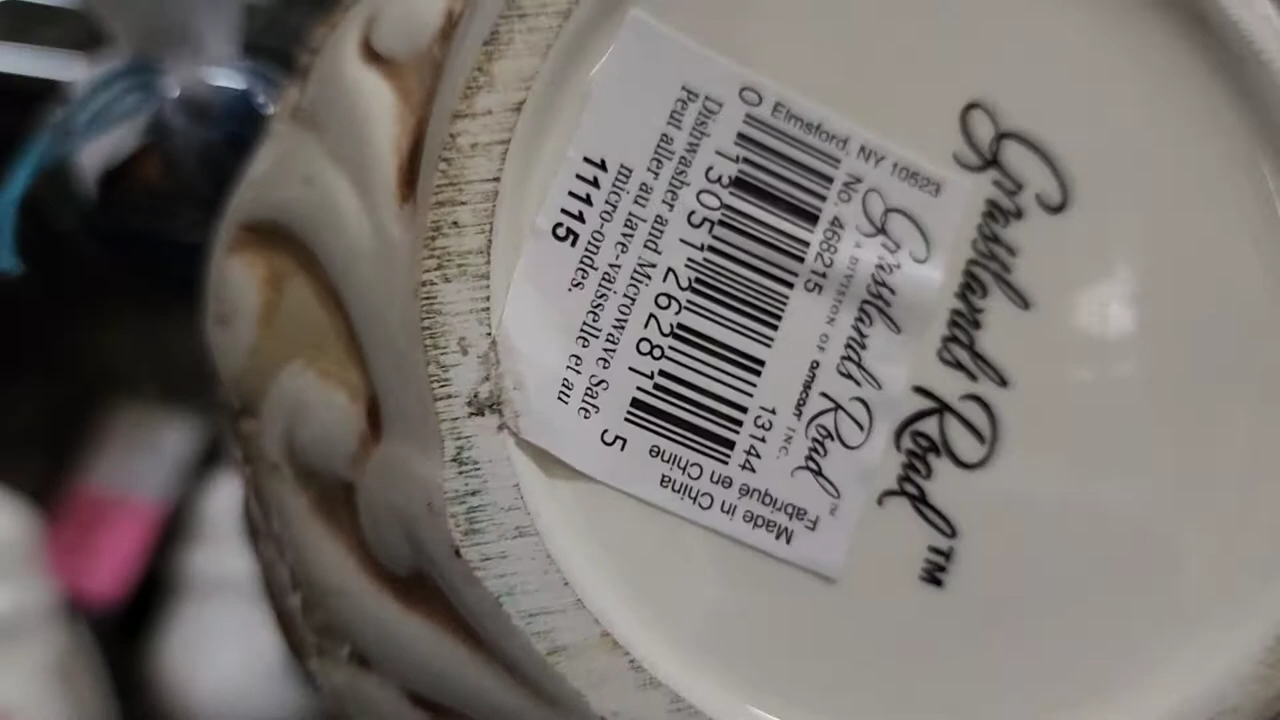 Grasslands Road™
Elmsford, NY 10523
Grasslands Road™
A DIVISION OF amscan INC.
No. 468215
13144
0 13051 26281 5
Made in China
Fabriqué en Chine
Dishwasher and Microwave Safe
Peut aller au lave-vaisselle et au
micro-ondes.
11115